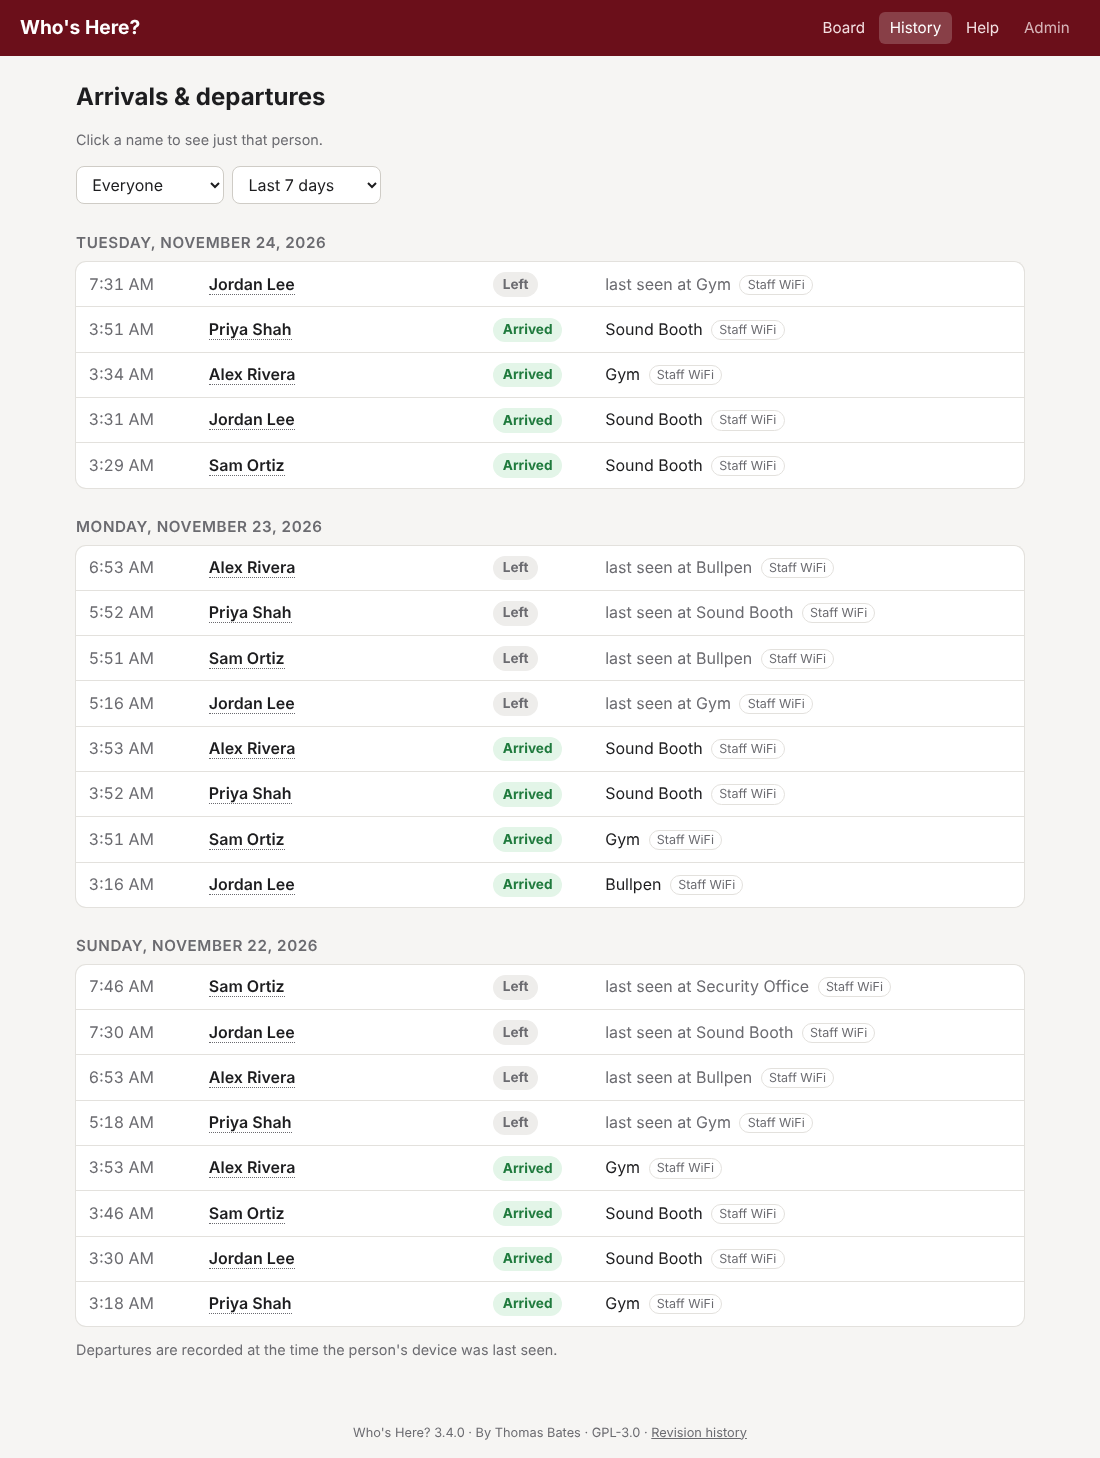 Who's Here?
Board History Help Admin
Arrivals & departures
Click a name to see just that person.
Everyone Last 7 days
TUESDAY, NOVEMBER 24, 2026
7:31 AM Jordan Lee Left last seen at Gym Staff WiFi
3:51 AM Priya Shah Arrived Sound Booth Staff WiFi
3:34 AM Alex Rivera Arrived Gym Staff WiFi
3:31 AM Jordan Lee Arrived Sound Booth Staff WiFi
3:29 AM Sam Ortiz Arrived Sound Booth Staff WiFi
MONDAY, NOVEMBER 23, 2026
6:53 AM Alex Rivera Left last seen at Bullpen Staff WiFi
5:52 AM Priya Shah Left last seen at Sound Booth Staff WiFi
5:51 AM Sam Ortiz Left last seen at Bullpen Staff WiFi
5:16 AM Jordan Lee Left last seen at Gym Staff WiFi
3:53 AM Alex Rivera Arrived Sound Booth Staff WiFi
3:52 AM Priya Shah Arrived Sound Booth Staff WiFi
3:51 AM Sam Ortiz Arrived Gym Staff WiFi
3:16 AM Jordan Lee Arrived Bullpen Staff WiFi
SUNDAY, NOVEMBER 22, 2026
7:46 AM Sam Ortiz Left last seen at Security Office Staff WiFi
7:30 AM Jordan Lee Left last seen at Sound Booth Staff WiFi
6:53 AM Alex Rivera Left last seen at Bullpen Staff WiFi
5:18 AM Priya Shah Left last seen at Gym Staff WiFi
3:53 AM Alex Rivera Arrived Gym Staff WiFi
3:46 AM Sam Ortiz Arrived Sound Booth Staff WiFi
3:30 AM Jordan Lee Arrived Sound Booth Staff WiFi
3:18 AM Priya Shah Arrived Gym Staff WiFi
Departures are recorded at the time the person's device was last seen.
Who's Here? 3.4.0 · By Thomas Bates · GPL-3.0 · Revision history